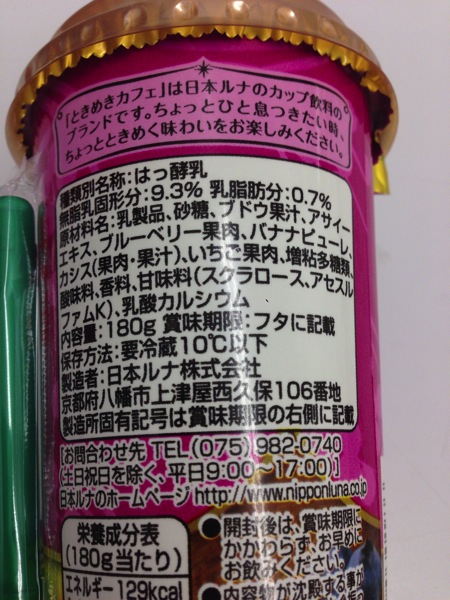 「ときめきカフェ」は日本ルナのカップ飲料の
ブランドです。ちょっとひと息つきたい時、
ちょっとときめく味わいをお楽しみください。
種類別名称:はっ酵乳
無脂乳固形分:9.3% 乳脂肪分:0.7%
原材料名:乳製品、砂糖、ブドウ果汁、アサイー
エキス、ブルーベリー果肉、バナナピューレ、
カシス(果肉・果汁)、いちご果肉、増粘多糖類、
酸味料、香料、甘味料(スクラロース、アセスル
ファムK)、乳酸カルシウム
内容量:180g 賞味期限:フタに記載
保存方法:要冷蔵10℃以下
製造者:日本ルナ株式会社
京都府八幡市上津屋西久保106番地
製造所固有記号は賞味期限の右側に記載
[お問合わせ先 TEL(075)982.0740
(土日祝日を除く、平日9:00〜17:00)]
日本ルナのホームページ http://www.nipponluna.co.jp
栄養成分表
(180g当たり)
エネルギー 129kcal
●開封後は、賞味期限に
かかわらず、お早めに
お飲みください。
●内容物が沈殿する事が